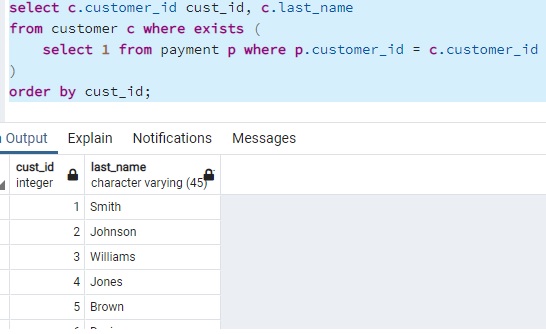 select c.customer_id cust_id, c.last_name
from customer c where exists (
select 1 from payment p where p.customer_id = c.customer_id
)
order by cust_id;
Output Explain Notifications Messages
cust_id last_name
integer character varying (45)
1 Smith
2 Johnson
3 Williams
4 Jones
5 Brown